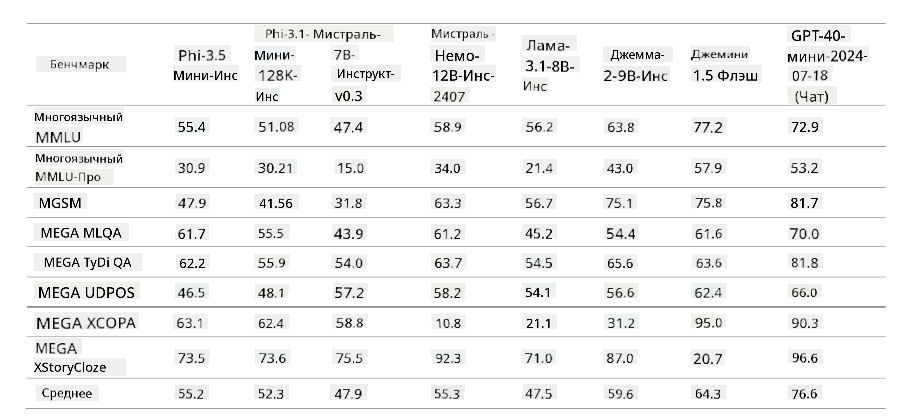 Бенчмарк Phi-3.5 Мини-Инс Phi-3.1- Мини- 128K- Инс Мистраль- 7B- Инструкт- v0.3 Мистраль - Немо- 12B-Инс- 2407 Лама- 3.1-8B- Инс Джемма- 2-9B-Инс Джемини 1.5 Флэш GPT-40- мини-2024- 07-18 (Чат)
Многоязычный MMLU 55.4 51.08 47.4 58.9 56.2 63.8 77.2 72.9
Многоязычный MMLU-Про 30.9 30.21 15.0 34.0 21.4 43.0 57.9 53.2
MGSM 47.9 41.56 31.8 63.3 56.7 75.1 75.8 81.7
MEGA MLQA 61.7 55.5 43.9 61.2 45.2 54.4 61.6 70.0
MEGA TyDi QA 62.2 55.9 54.0 63.7 54.5 65.6 63.6 81.8
MEGA UDPOS 46.5 48.1 57.2 58.2 54.1 56.6 62.4 66.0
MEGA XCOPA 63.1 62.4 58.8 10.8 21.1 31.2 95.0 90.3
MEGA XStoryCloze 73.5 73.6 75.5 92.3 71.0 87.0 20.7 96.6
Среднее 55.2 52.3 47.9 55.3 47.5 59.6 64.3 76.6